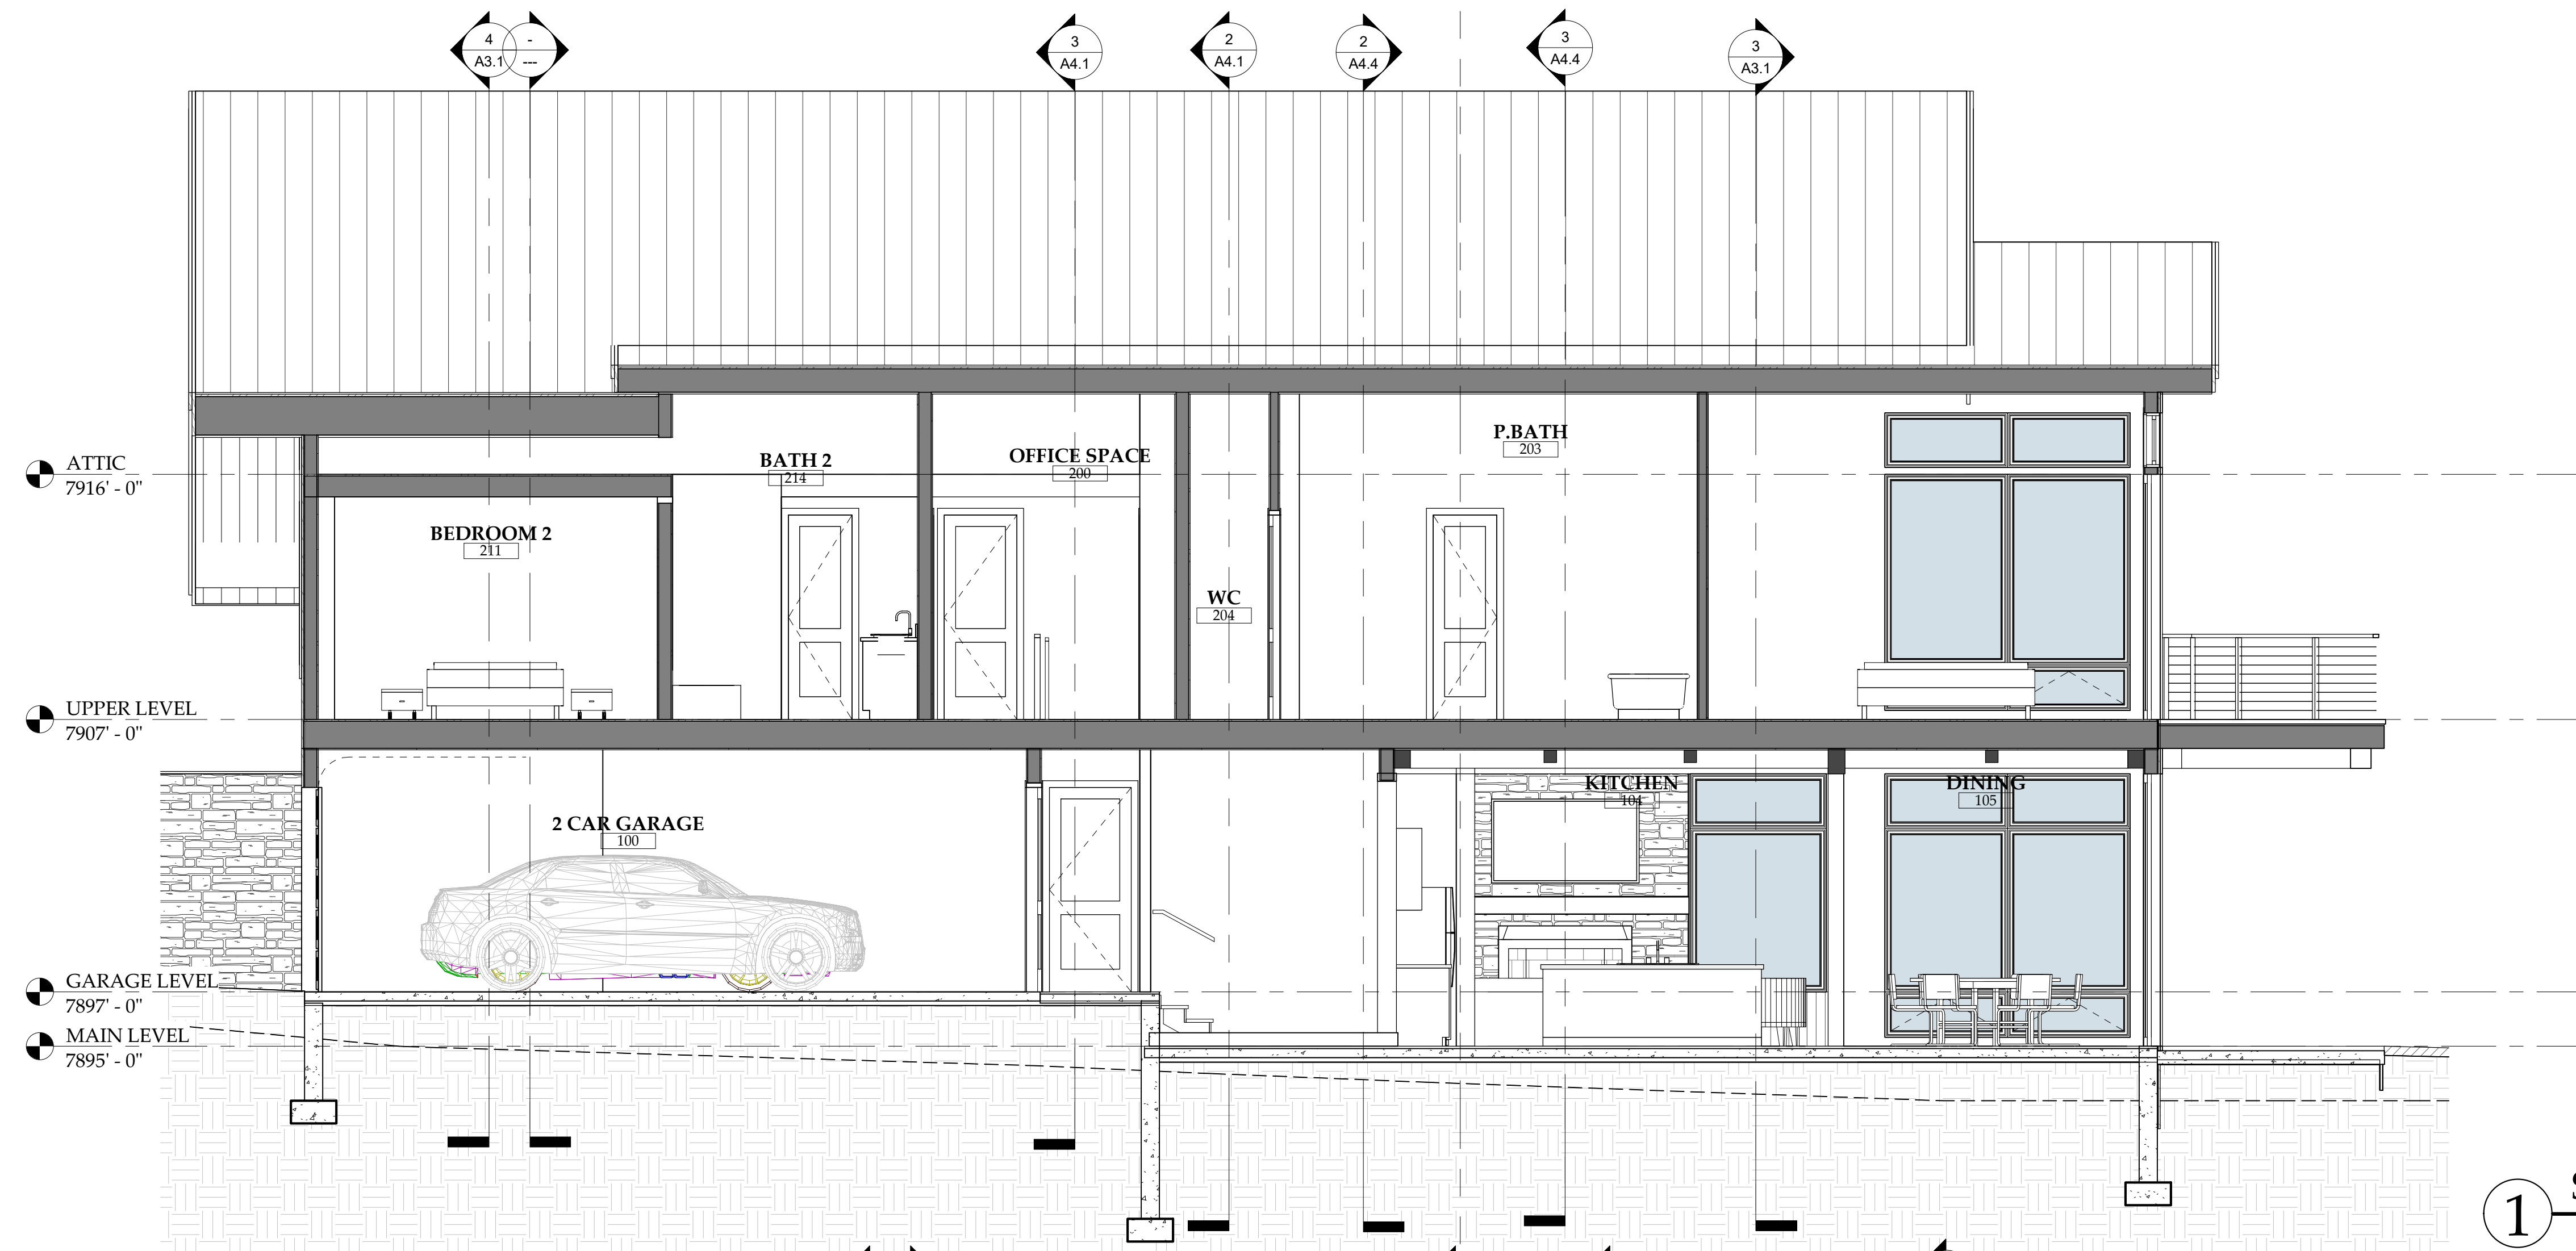 4
A3.1
-
---
3
A4.1
2
A4.1
2
A4.4
3
A4.4
3
A3.1
P.BATH
203
ATTIC
7916' - 0"
BATH 2
214
OFFICE SPACE
200
BEDROOM 2
211
WC
204
UPPER LEVEL
7907' - 0"
2 CAR GARAGE
100
KITCHEN
104
DINING
105
GARAGE LEVEL
7897' - 0"
MAIN LEVEL
7895' - 0"
1